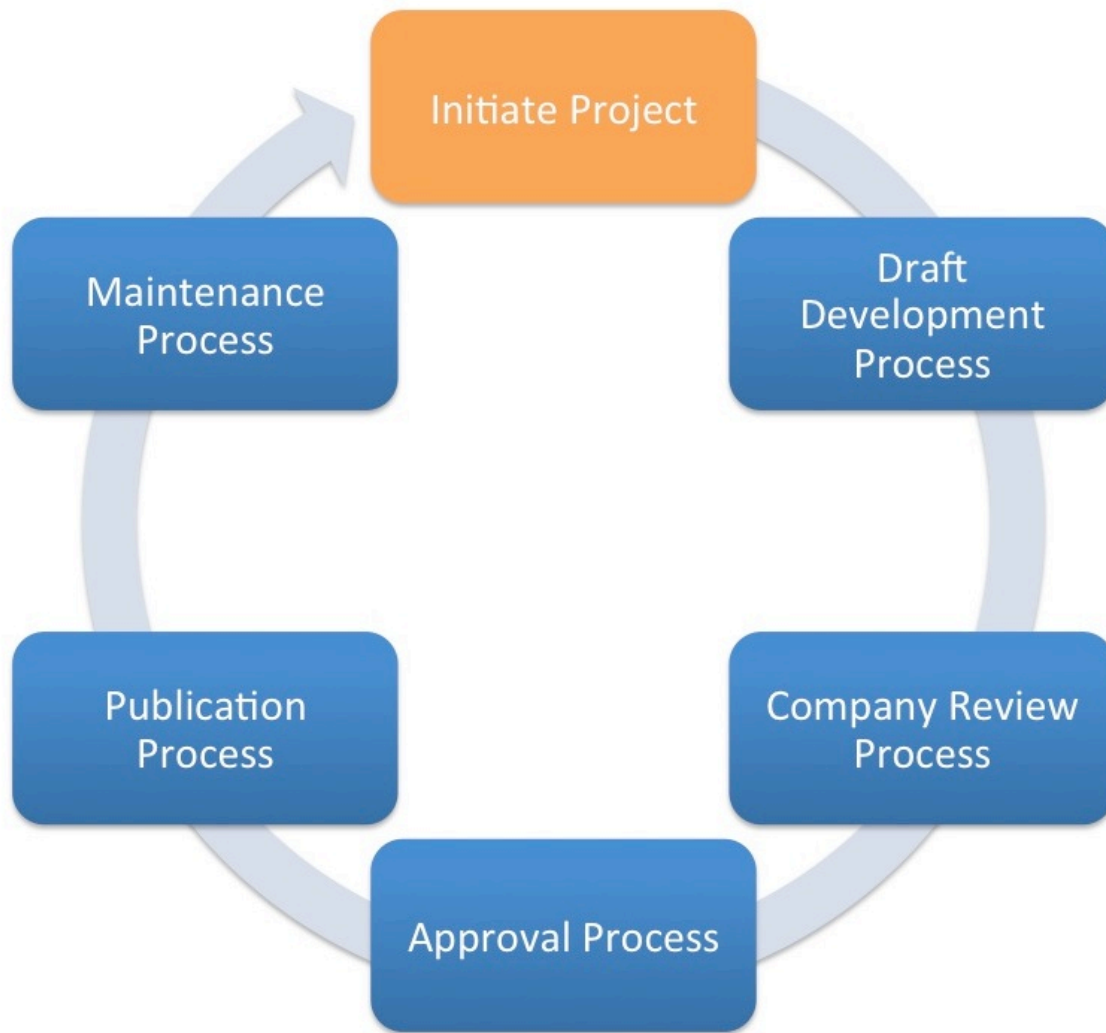 Initiate Project
Draft
Development
Process
Company Review
Process
Approval Process
Publication
Process
Maintenance
Process